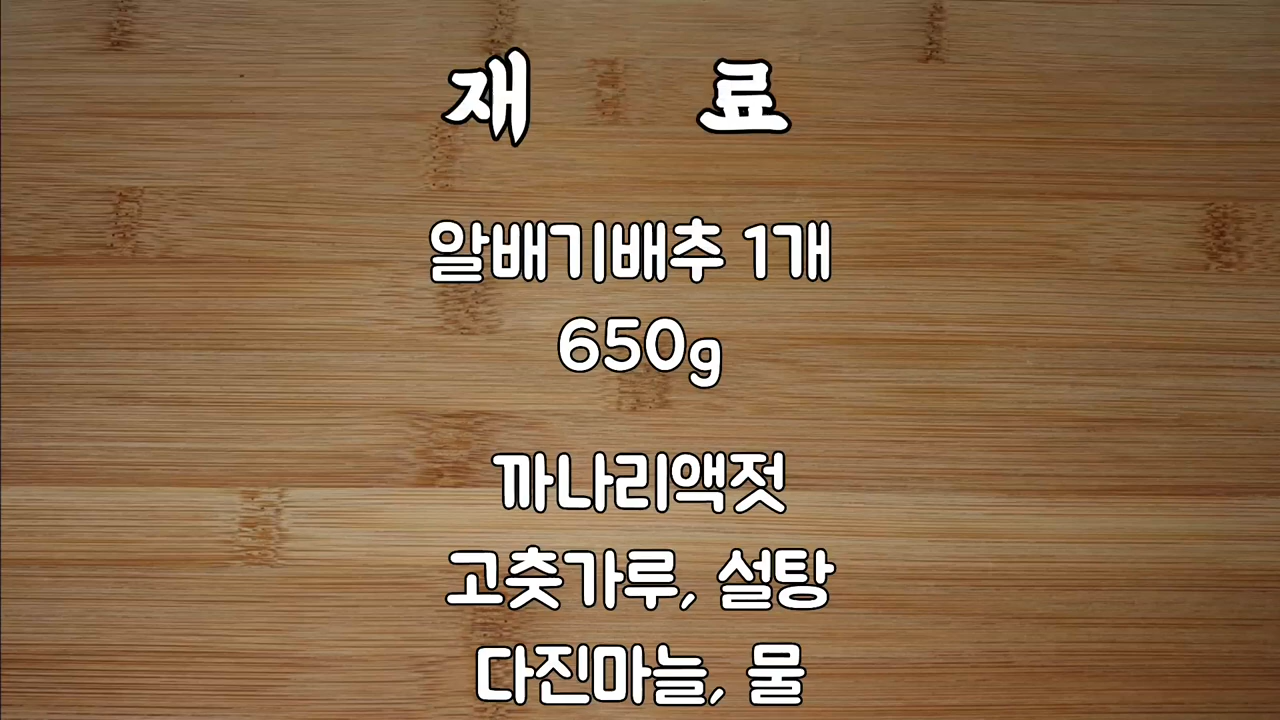 재 료
알배기배추 1개
650g
까나리액젓
고춧가루, 설탕
다진마늘, 물